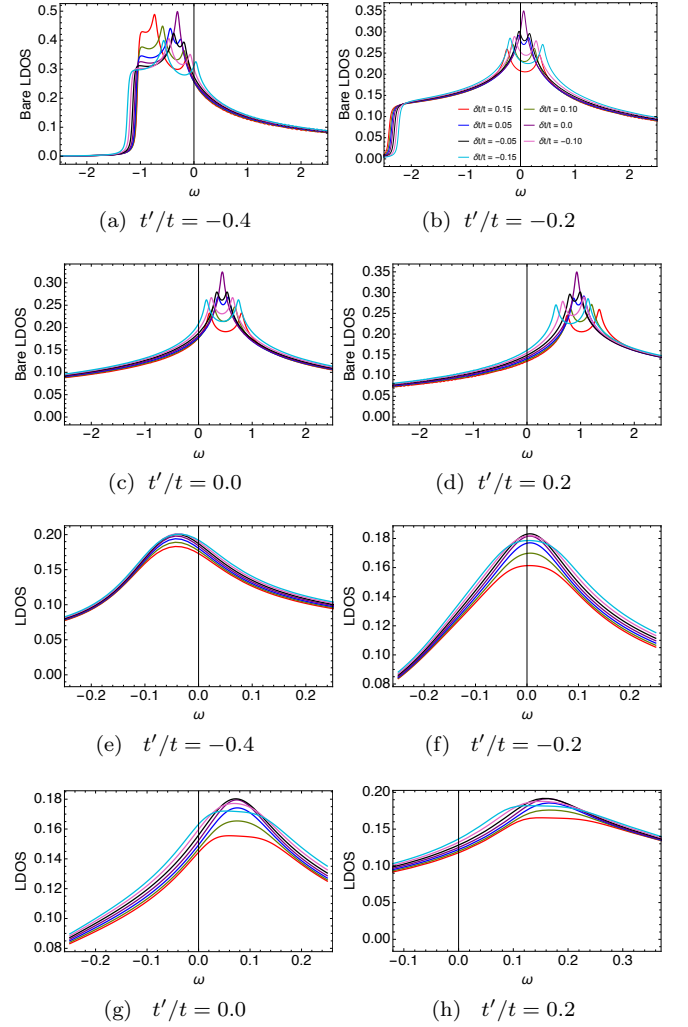 0.5
0.4
0.3
0.2
0.1
0.0
Bare LDOS
−2 −1 0 1 2
ω
(a) t′/t = −0.4
0.35
0.30
0.25
0.20
0.15
0.10
0.05
0.00
Bare LDOS
δt/t = 0.15 δt/t = 0.10
δt/t = 0.05 δt/t = 0.0
δt/t = −0.05 δt/t = −0.10
δt/t = −0.15
−2 −1 0 1 2
ω
(b) t′/t = −0.2
0.30
0.25
0.20
0.15
0.10
0.05
0.00
Bare LDOS
−2 −1 0 1 2
ω
(c) t′/t = 0.0
0.35
0.30
0.25
0.20
0.15
0.10
0.05
0.00
Bare LDOS
−2 −1 0 1 2
ω
(d) t′/t = 0.2
0.20
0.15
0.10
0.05
0.00
LDOS
−0.2 −0.1 0.0 0.1 0.2
ω
(e) t′/t = −0.4
0.18
0.16
0.14
0.12
0.10
0.08
LDOS
−0.2 −0.1 0.0 0.1 0.2
ω
(f) t′/t = −0.2
0.18
0.16
0.14
0.12
0.10
0.08
LDOS
−0.2 −0.1 0.0 0.1 0.2
ω
(g) t′/t = 0.0
0.20
0.15
0.10
0.05
0.00
LDOS
−0.1 0.0 0.1 0.2 0.3
ω
(h) t′/t = 0.2